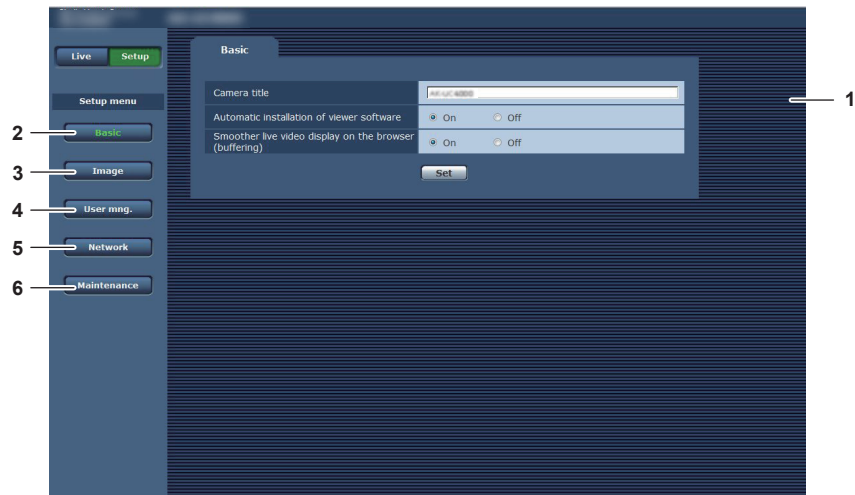 Live Setup
Basic
Setup menu
Camera title
1
Automatic installation of viewer software On Off
2 Basic
Smoother live video display on the browser
(buffering) On Off
3 Image
Set
4 User mng.
5 Network
6 Maintenance